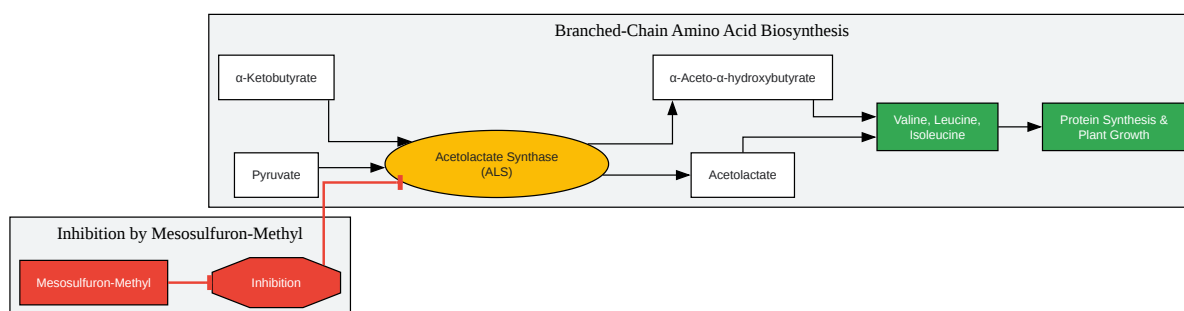 Branched-Chain Amino Acid Biosynthesis
α-Ketobutyrate
α-Aceto-α-hydroxybutyrate
Valine, Leucine,
Isoleucine
Protein Synthesis &
Plant Growth
Acetolactate Synthase
(ALS)
Pyruvate
Acetolactate
Inhibition by Mesosulfuron-Methyl
Mesosulfuron-Methyl
Inhibition